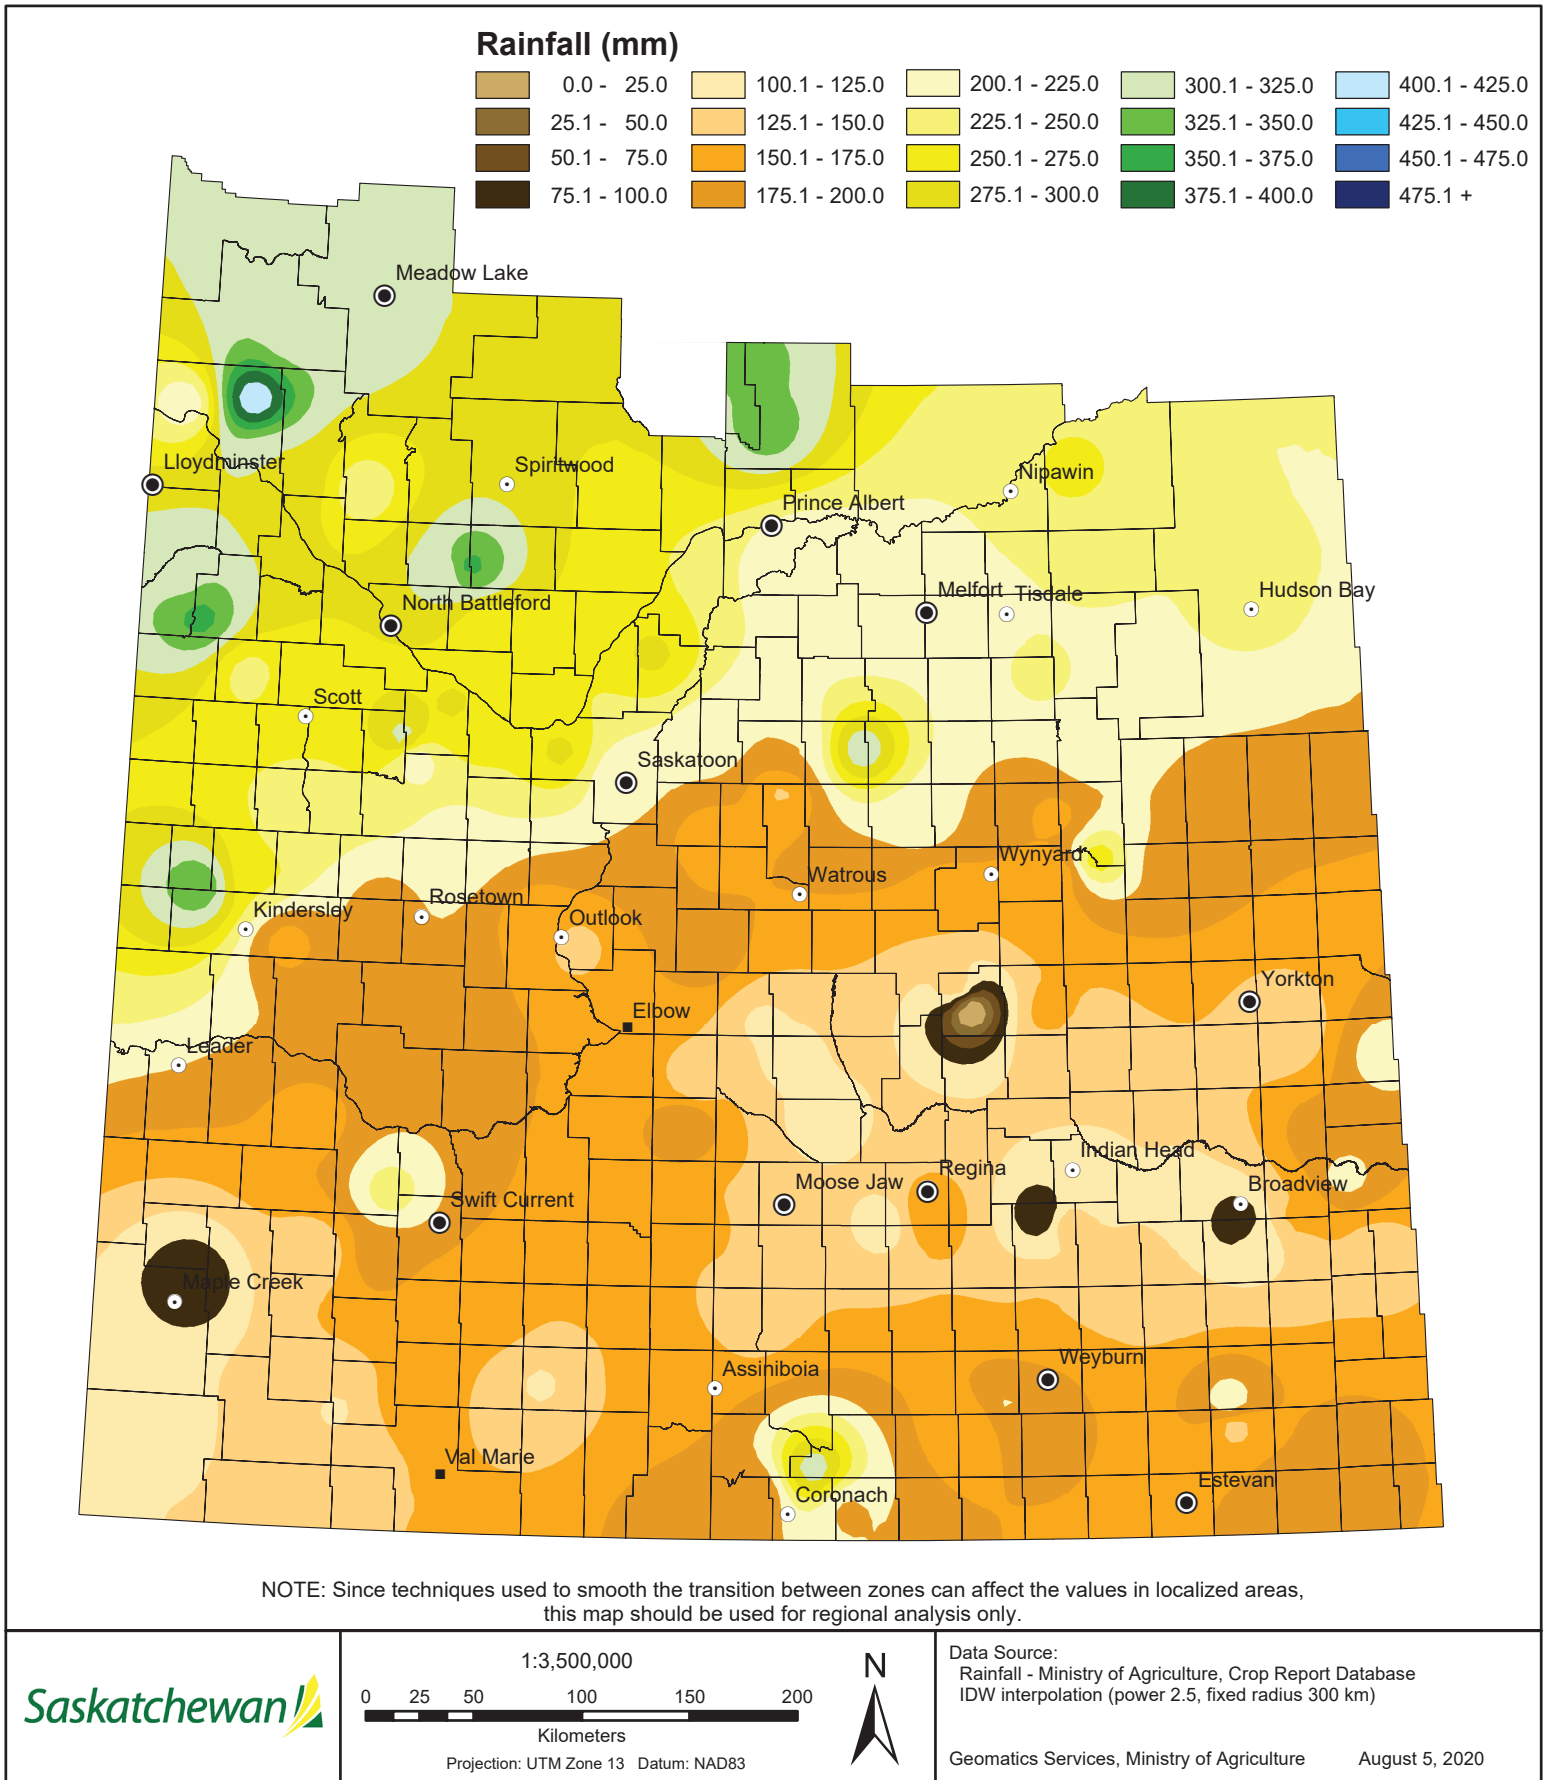 Rainfall (mm)
0.0 - 25.0
25.1 - 50.0
50.1 - 75.0
75.1 - 100.0
100.1 - 125.0
125.1 - 150.0
150.1 - 175.0
175.1 - 200.0
200.1 - 225.0
225.1 - 250.0
250.1 - 275.0
275.1 - 300.0
300.1 - 325.0
325.1 - 350.0
350.1 - 375.0
375.1 - 400.0
400.1 - 425.0
425.1 - 450.0
450.1 - 475.0
475.1 +
Meadow Lake
Lloydminster
Spiritwood
Nipawin
Prince Albert
North Battleford
Melfort
Tisdale
Hudson Bay
Scott
Saskatoon
Wynyard
Watrous
Rosetown
Kindersley
Outlook
Yorkton
Elbow
Leader
Indian Head
Regina
Moose Jaw
Broadview
Swift Current
Maple Creek
Weyburn
Assiniboia
Val Marie
Estevan
Coronach
NOTE: Since techniques used to smooth the transition between zones can affect the values in localized areas,
this map should be used for regional analysis only.
Saskatchewan
1:3,500,000
0 25 50 100 150 200
Kilometers
Projection: UTM Zone 13 Datum: NAD83
N
Data Source:
Rainfall - Ministry of Agriculture, Crop Report Database
IDW interpolation (power 2.5, fixed radius 300 km)
Geomatics Services, Ministry of Agriculture August 5, 2020